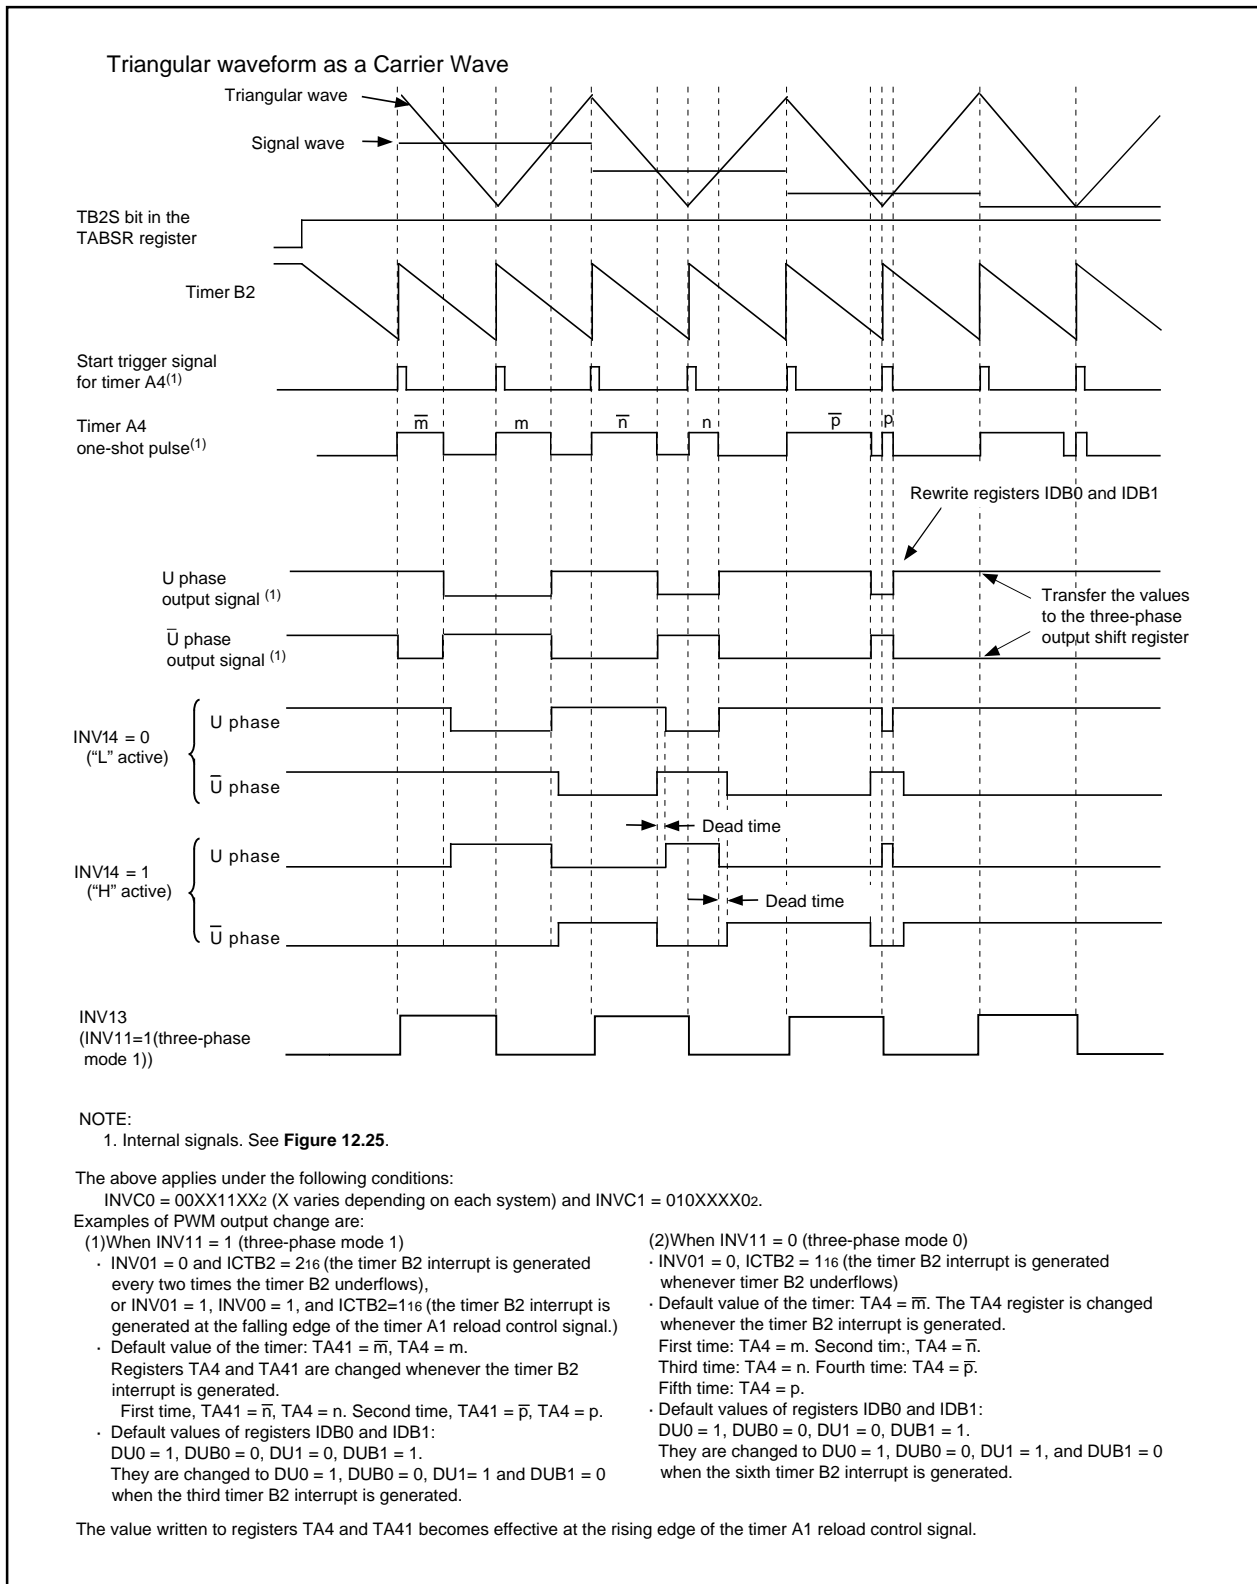 Triangular waveform as a Carrier Wave
Triangular wave
Signal wave
TB2S bit in the
TABSR register
Timer B2
Start trigger signal
for timer A4(1)
Timer A4
one-shot pulse(1)
m̅ m n̅ n p̅ p
Rewrite registers IDB0 and IDB1
U phase
output signal (1)
Transfer the values
to the three-phase
output shift register
U̅ phase
output signal (1)
INV14 = 0
(“L” active)
U phase
U̅ phase
Dead time
INV14 = 1
(“H” active)
U phase
Dead time
U̅ phase
INV13
(INV11=1(three-phase
mode 1))
NOTE:
1. Internal signals. See Figure 12.25.
The above applies under the following conditions:
INVC0 = 00XX11XX2 (X varies depending on each system) and INVC1 = 010XXXX02.
Examples of PWM output change are:
(1)When INV11 = 1 (three-phase mode 1)
· INV01 = 0 and ICTB2 = 216 (the timer B2 interrupt is generated
every two times the timer B2 underflows),
or INV01 = 1, INV00 = 1, and ICTB2=116 (the timer B2 interrupt is
generated at the falling edge of the timer A1 reload control signal.)
· Default value of the timer: TA41 = m̅, TA4 = m.
Registers TA4 and TA41 are changed whenever the timer B2
interrupt is generated.
First time, TA41 = n̅, TA4 = n. Second time, TA41 = p̅, TA4 = p.
· Default values of registers IDB0 and IDB1:
DU0 = 1, DUB0 = 0, DU1 = 0, DUB1 = 1.
They are changed to DU0 = 1, DUB0 = 0, DU1= 1 and DUB1 = 0
when the third timer B2 interrupt is generated.
(2)When INV11 = 0 (three-phase mode 0)
· INV01 = 0, ICTB2 = 116 (the timer B2 interrupt is generated
whenever timer B2 underflows)
· Default value of the timer: TA4 = m̅. The TA4 register is changed
whenever the timer B2 interrupt is generated.
First time: TA4 = m. Second tim:, TA4 = n̅.
Third time: TA4 = n. Fourth time: TA4 = p̅.
Fifth time: TA4 = p.
· Default values of registers IDB0 and IDB1:
DU0 = 1, DUB0 = 0, DU1 = 0, DUB1 = 1.
They are changed to DU0 = 1, DUB0 = 0, DU1 = 1, and DUB1 = 0
when the sixth timer B2 interrupt is generated.
The value written to registers TA4 and TA41 becomes effective at the rising edge of the timer A1 reload control signal.